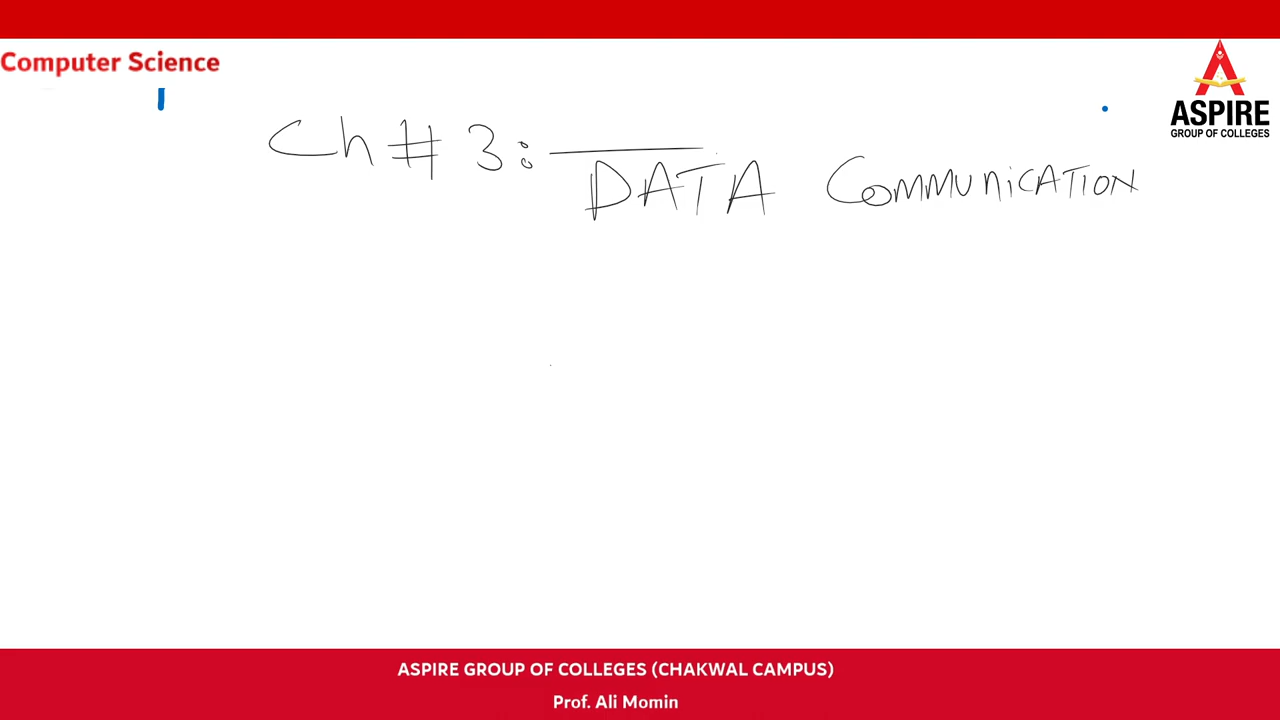 Computer Science
ASPIRE
GROUP OF COLLEGES
Ch # 3:
DATA COMMUNICATION
ASPIRE GROUP OF COLLEGES (CHAKWAL CAMPUS)
Prof. Ali Momin